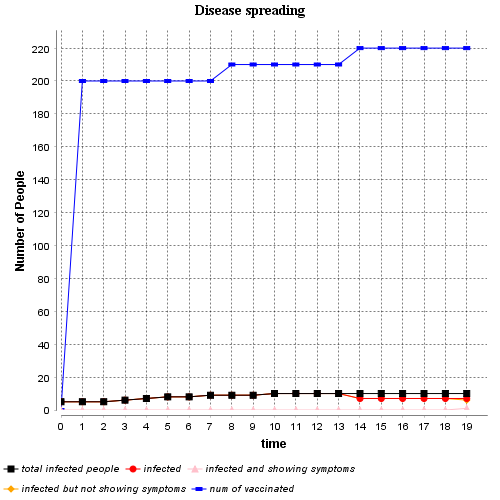 Disease spreading
Number of People
220
200
180
160
140
120
100
80
60
40
20
0
0 1 2 3 4 5 6 7 8 9 10 11 12 13 14 15 16 17 18 19
time
total infected people infected infected and showing symptoms
infected but not showing symptoms num of vaccinated